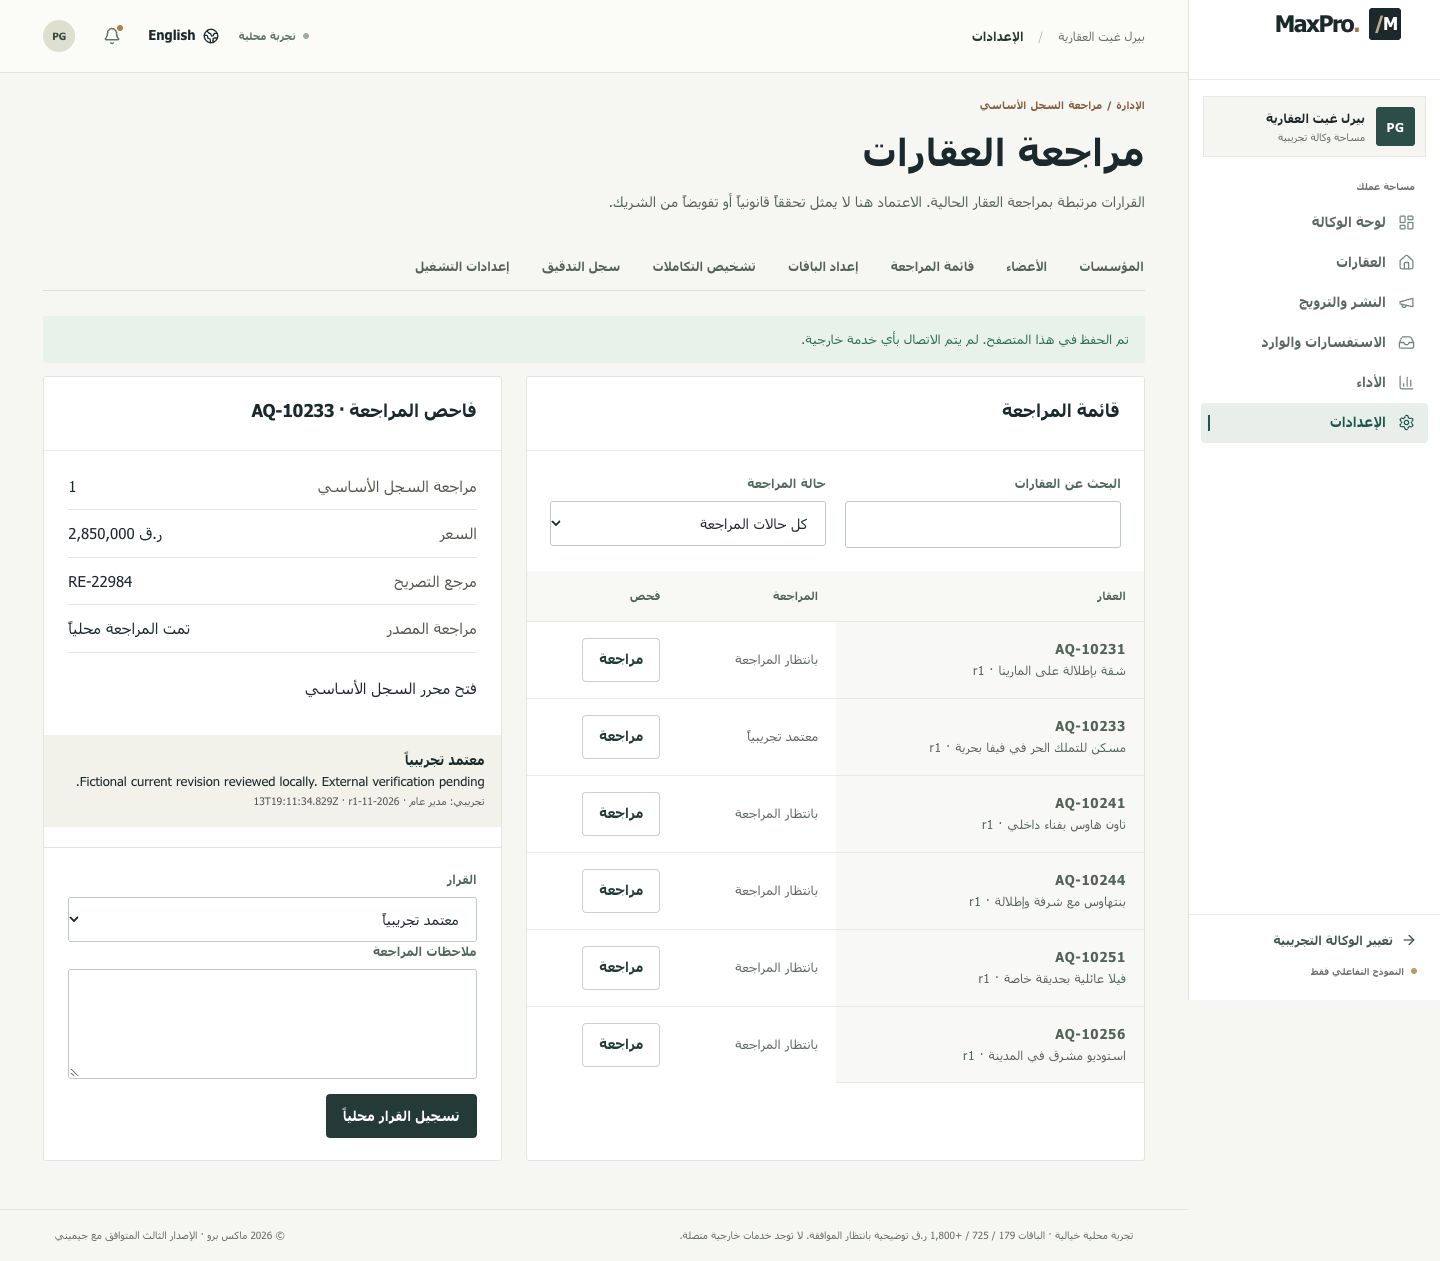 MaxPro.
/M
PG
بيرل غيت العقارية
مساحة وكالة تجريبية
مساحة عملك
لوحة الوكالة
العقارات
النشر والترويج
الاستفسارات والوارد
الأداء
الإعدادات
تغيير الوكالة التجريبية
النموذج التفاعلي فقط
بيرل غيت العقارية / الإعدادات
تجربة محلية
English
PG
الإدارة / مراجعة السجل الأساسي
مراجعة العقارات
القرارات مرتبطة بمراجعة العقار الحالية. الاعتماد هنا لا يمثل تحققاً قانونياً أو تفويضاً من الشريك.
المؤسسات الأعضاء قائمة المراجعة إعداد الباقات تشخيص التكاملات سجل التدقيق إعدادات التشغيل
تم الحفظ في هذا المتصفح. لم يتم الاتصال بأي خدمة خارجية.
قائمة المراجعة
البحث عن العقارات
حالة المراجعة
كل حالات المراجعة
العقار المراجعة فحص
AQ-10231
شقة بإطلالة على المارينا · r1
بانتظار المراجعة
مراجعة
AQ-10233
مسكن للتملك الحر في فيفا بحرية · r1
معتمد تجريبياً
مراجعة
AQ-10241
تاون هاوس بفناء داخلي · r1
بانتظار المراجعة
مراجعة
AQ-10244
بنتهاوس مع شرفة وإطلالة · r1
بانتظار المراجعة
مراجعة
AQ-10251
فيلا عائلية بحديقة خاصة · r1
بانتظار المراجعة
مراجعة
AQ-10256
استوديو مشرق في المدينة · r1
بانتظار المراجعة
مراجعة
فاحص المراجعة · AQ-10233
مراجعة السجل الأساسي 1
السعر 2,850,000 ر.ق
مرجع التصريح RE-22984
مراجعة المصدر تمت المراجعة محلياً
فتح محرر السجل الأساسي
معتمد تجريبياً
Fictional current revision reviewed locally. External verification pending.
تجريبي: مدير عام · r1 · 2026-11-13T19:11:34.829Z
القرار
معتمد تجريبياً
ملاحظات المراجعة
تسجيل القرار محلياً
تجربة محلية خيالية · الباقات 179 / 725 / +1,800 ر.ق توضيحية بانتظار الموافقة. لا توجد خدمات خارجية متصلة.
© 2026 ماكس برو · الإصدار الثالث المتوافق مع جيميني